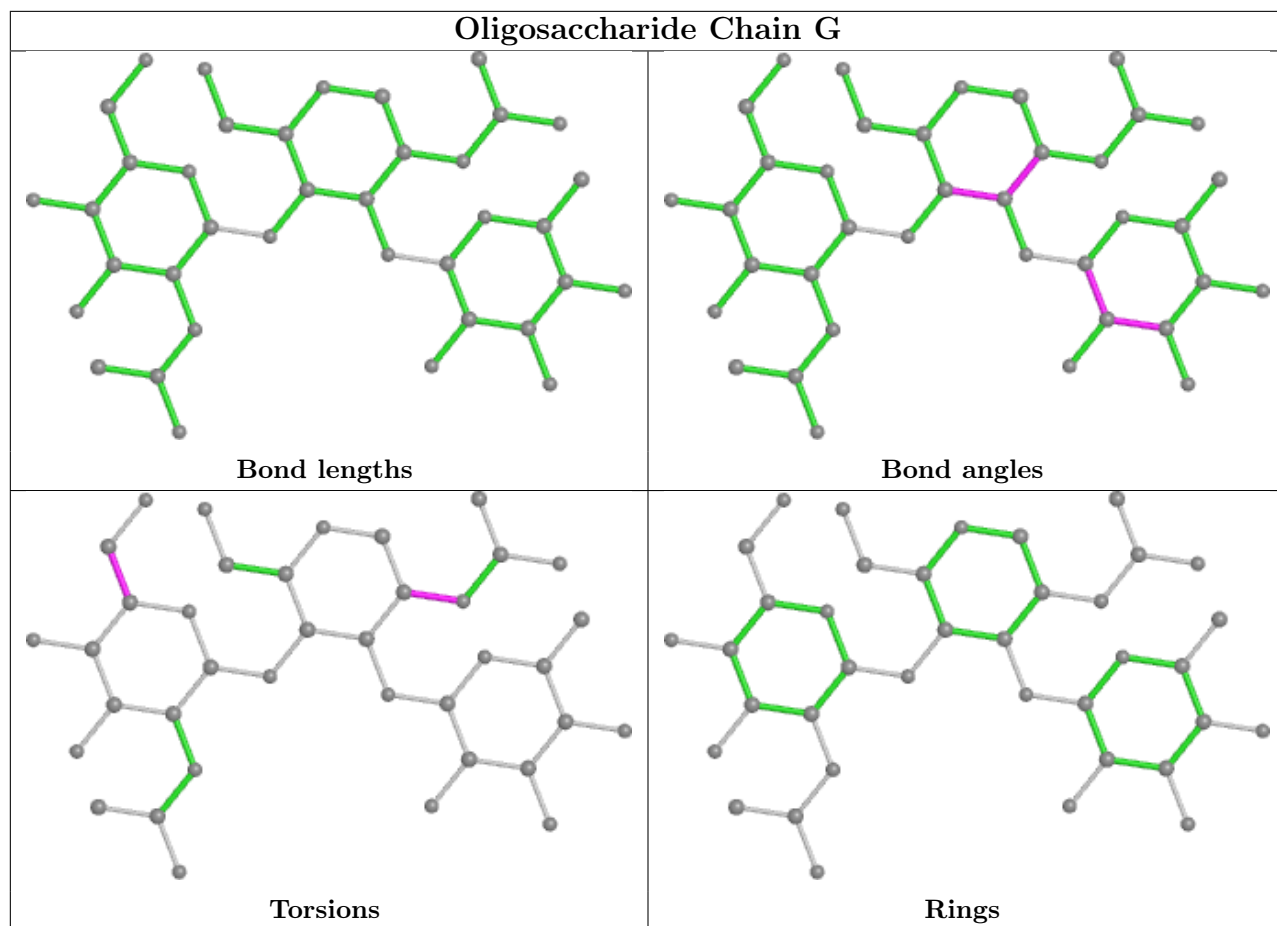 Oligosaccharide Chain G
Bond lengths
Bond angles
Torsions
Rings